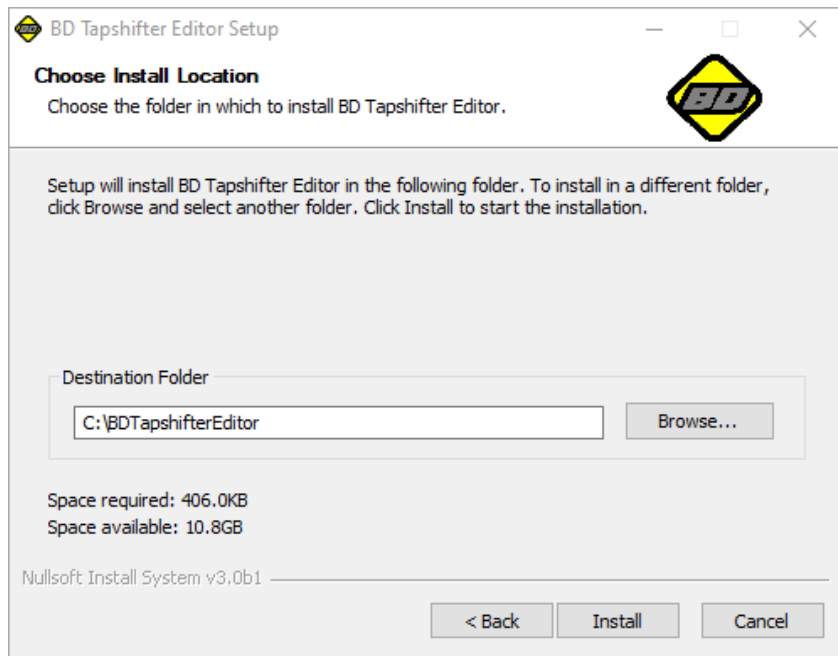 BD Tapshifter Editor Setup
Choose Install Location
Choose the folder in which to install BD Tapshifter Editor.
BD
Setup will install BD Tapshifter Editor in the following folder. To install in a different folder,
click Browse and select another folder. Click Install to start the installation.
Destination Folder
C:\BDTapshifterEditor
Browse...
Space required: 406.0KB
Space available: 10.8GB
Nullsoft Install System v3.0b1
< Back
Install
Cancel